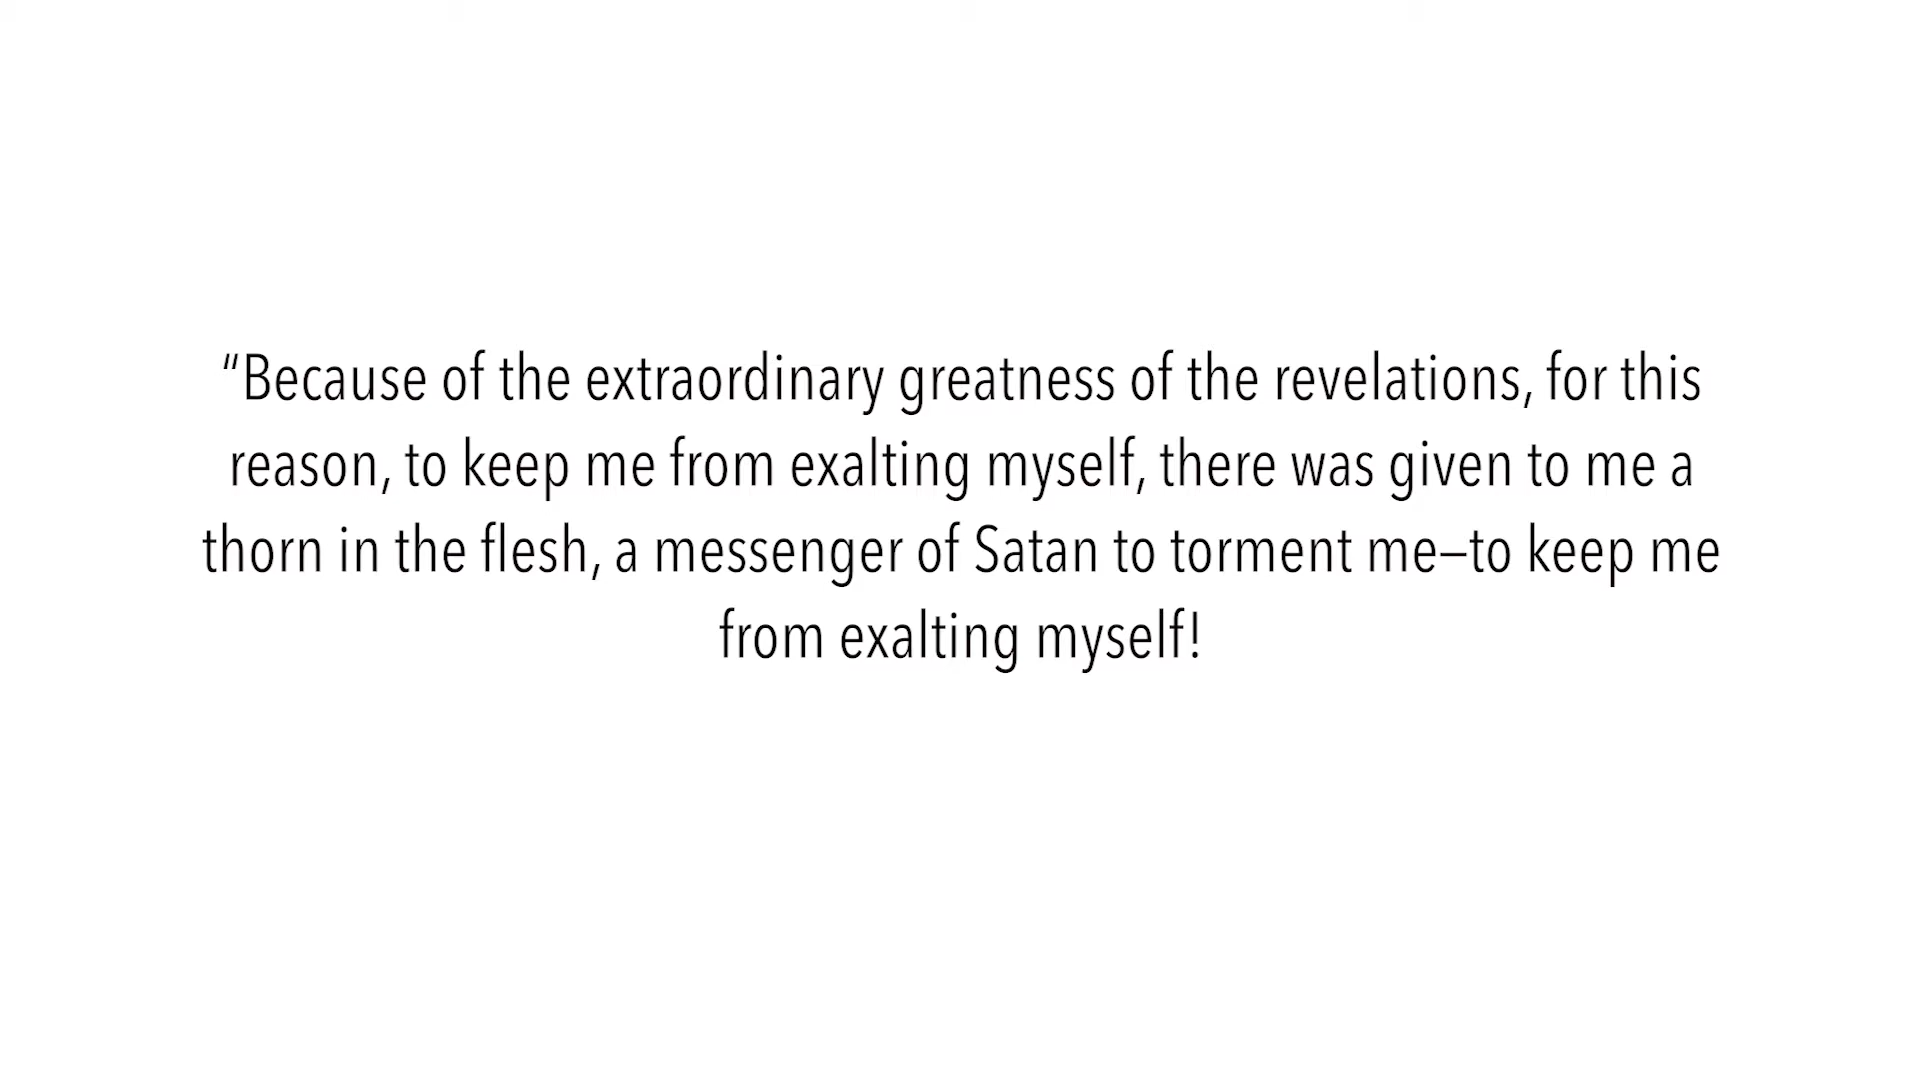 “Because of the extraordinary greatness of the revelations, for this
reason, to keep me from exalting myself, there was given to me a
thorn in the flesh, a messenger of Satan to torment me—to keep me
from exalting myself!